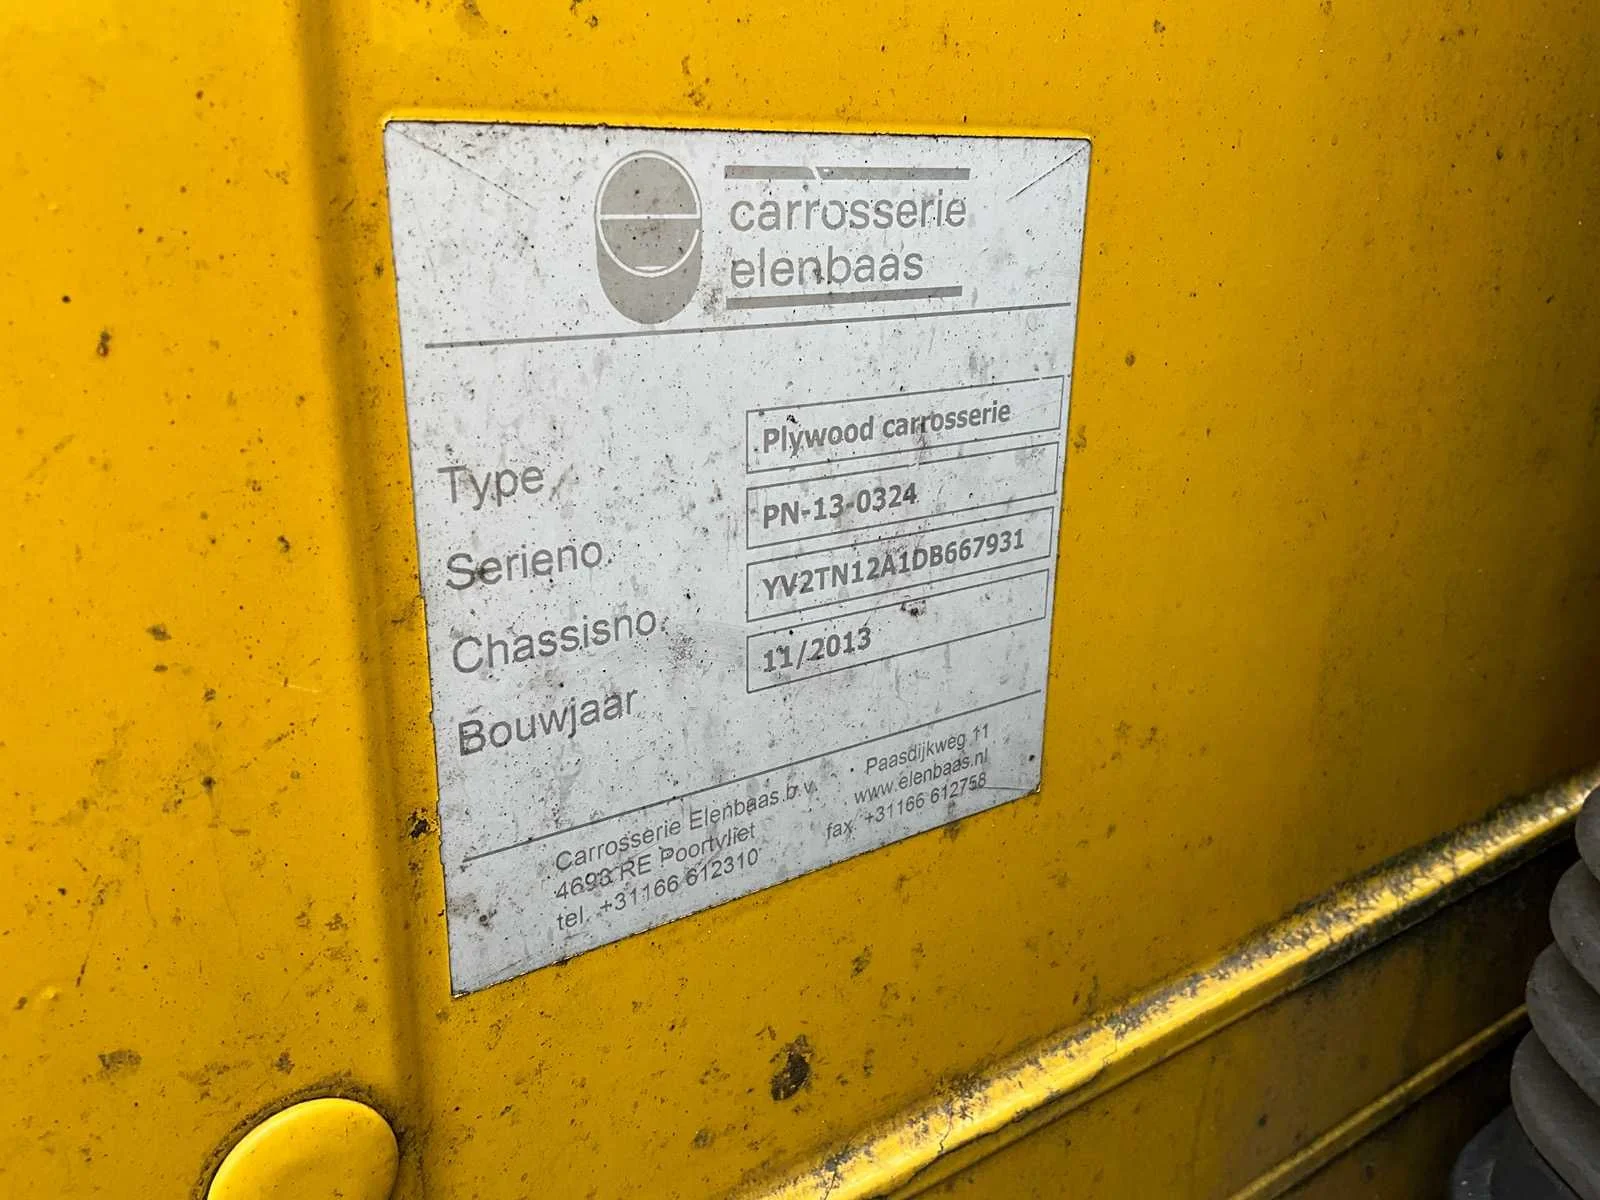 carrosserie
elenbaas
Type Plywood carrosserie
Serieno. PN-13-0324
Chassisno. YV2TN12A1DB667931
Bouwjaar 11/2013
Carrosserie Elenbaas b.v. Paasdijkweg 11
4693 RE Poortvliet www.elenbaas.nl
tel. +31166 612310 fax. +31166 612758